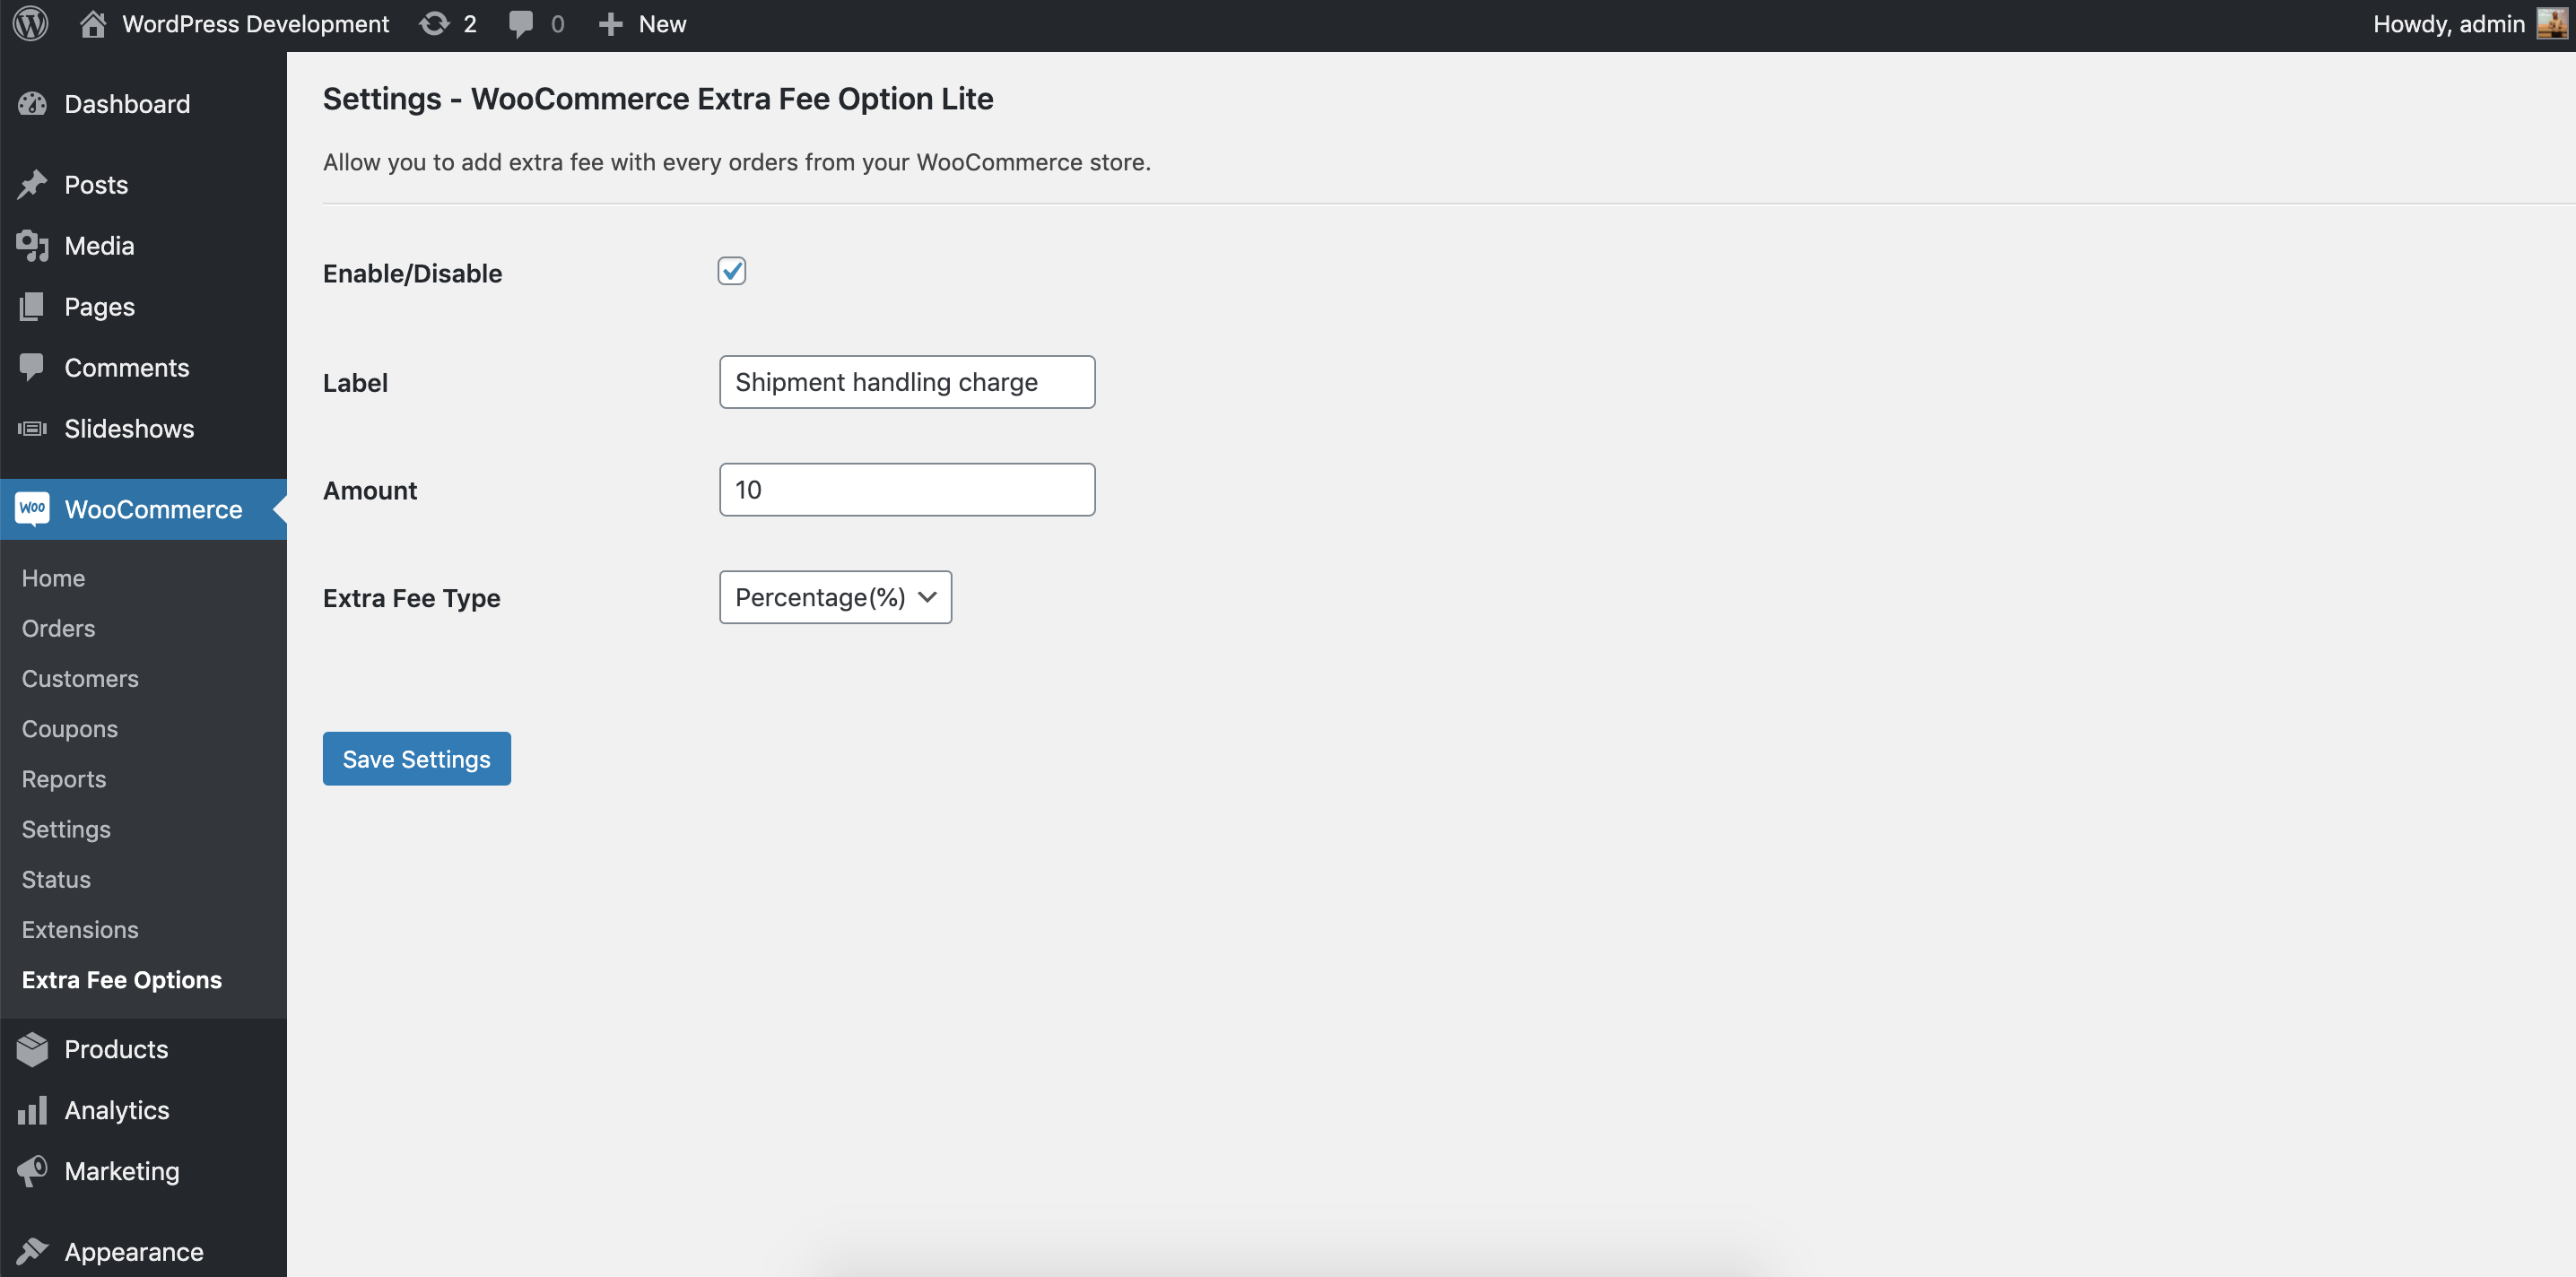 WordPress Development 2 0 New Howdy, admin
Dashboard
Posts
Media
Pages
Comments
Slideshows
Woo WooCommerce
Home
Orders
Customers
Coupons
Reports
Settings
Status
Extensions
Extra Fee Options
Products
Analytics
Marketing
Appearance
Settings - WooCommerce Extra Fee Option Lite
Allow you to add extra fee with every orders from your WooCommerce store.
Enable/Disable
Label Shipment handling charge
Amount 10
Extra Fee Type Percentage(%)
Save Settings